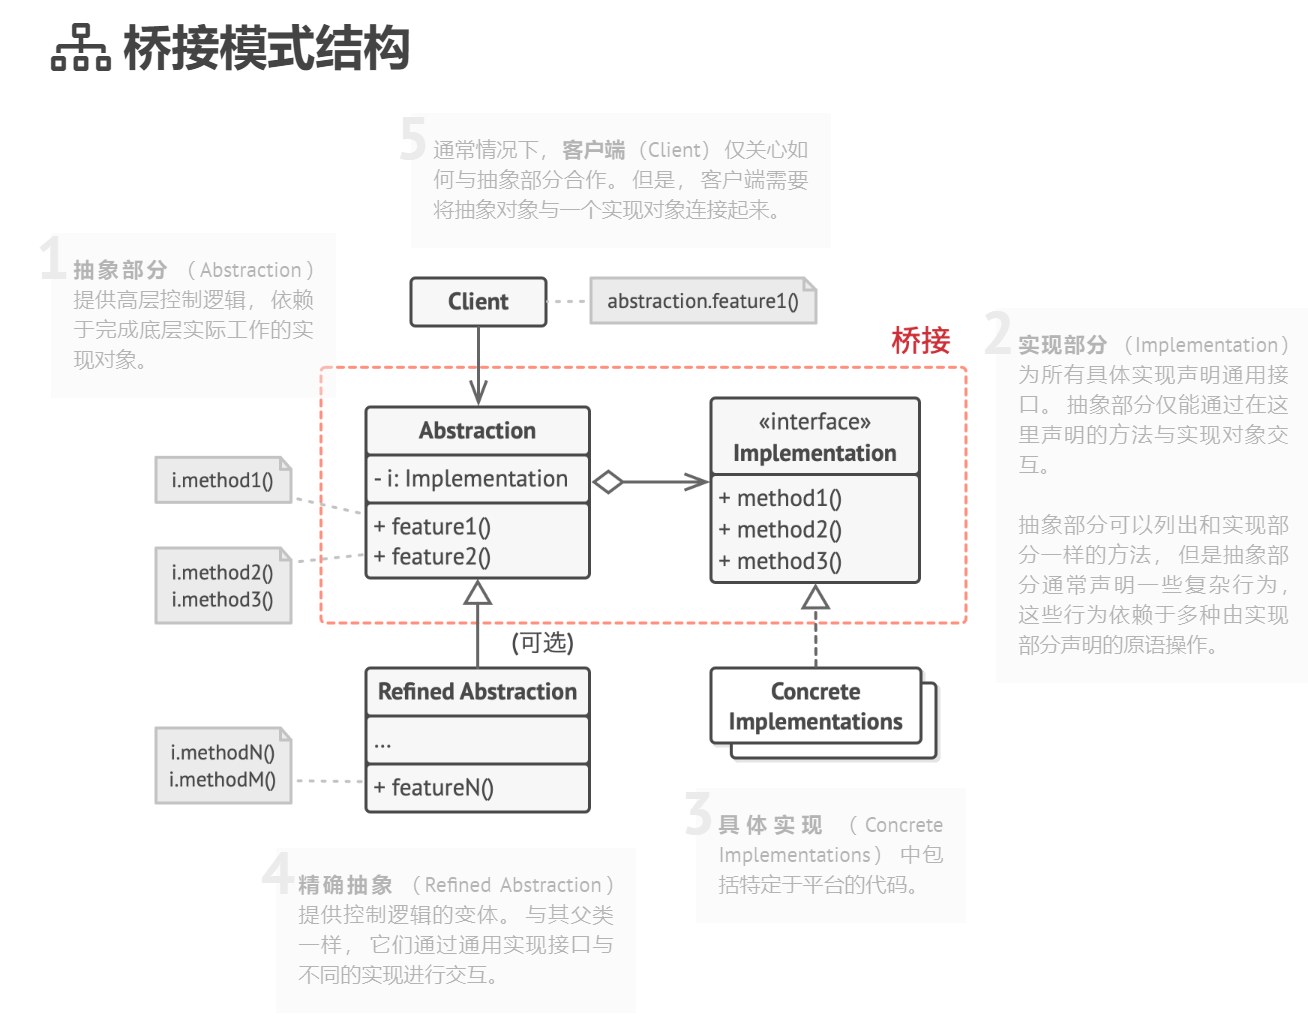 桥接模式结构
5
通常情况下，客户端（Client）仅关心如
何与抽象部分合作。但是，客户端需要
将抽象对象与一个实现对象连接起来。
1
抽象部分（Abstraction）
提供高层控制逻辑，依赖
于完成底层实际工作的实
现对象。
Client
abstraction.feature1()
桥接
2
实现部分（Implementation）
为所有具体实现声明通用接
口。抽象部分仅能通过在这
里声明的方法与实现对象交
互。
抽象部分可以列出和实现部
分一样的方法，但是抽象部
分通常声明一些复杂行为，
这些行为依赖于多种由实现
部分声明的原语操作。
Abstraction
- i: Implementation
+ feature1()
+ feature2()
«interface»
Implementation
+ method1()
+ method2()
+ method3()
i.method1()
i.method2()
i.method3()
(可选)
Refined Abstraction
...
+ featureN()
Concrete
Implementations
i.methodN()
i.methodM()
3
具体实现（Concrete
Implementations）中包
括特定于平台的代码。
4
精确抽象（Refined Abstraction）
提供控制逻辑的变体。与其父类
一样，它们通过通用实现接口与
不同的实现进行交互。